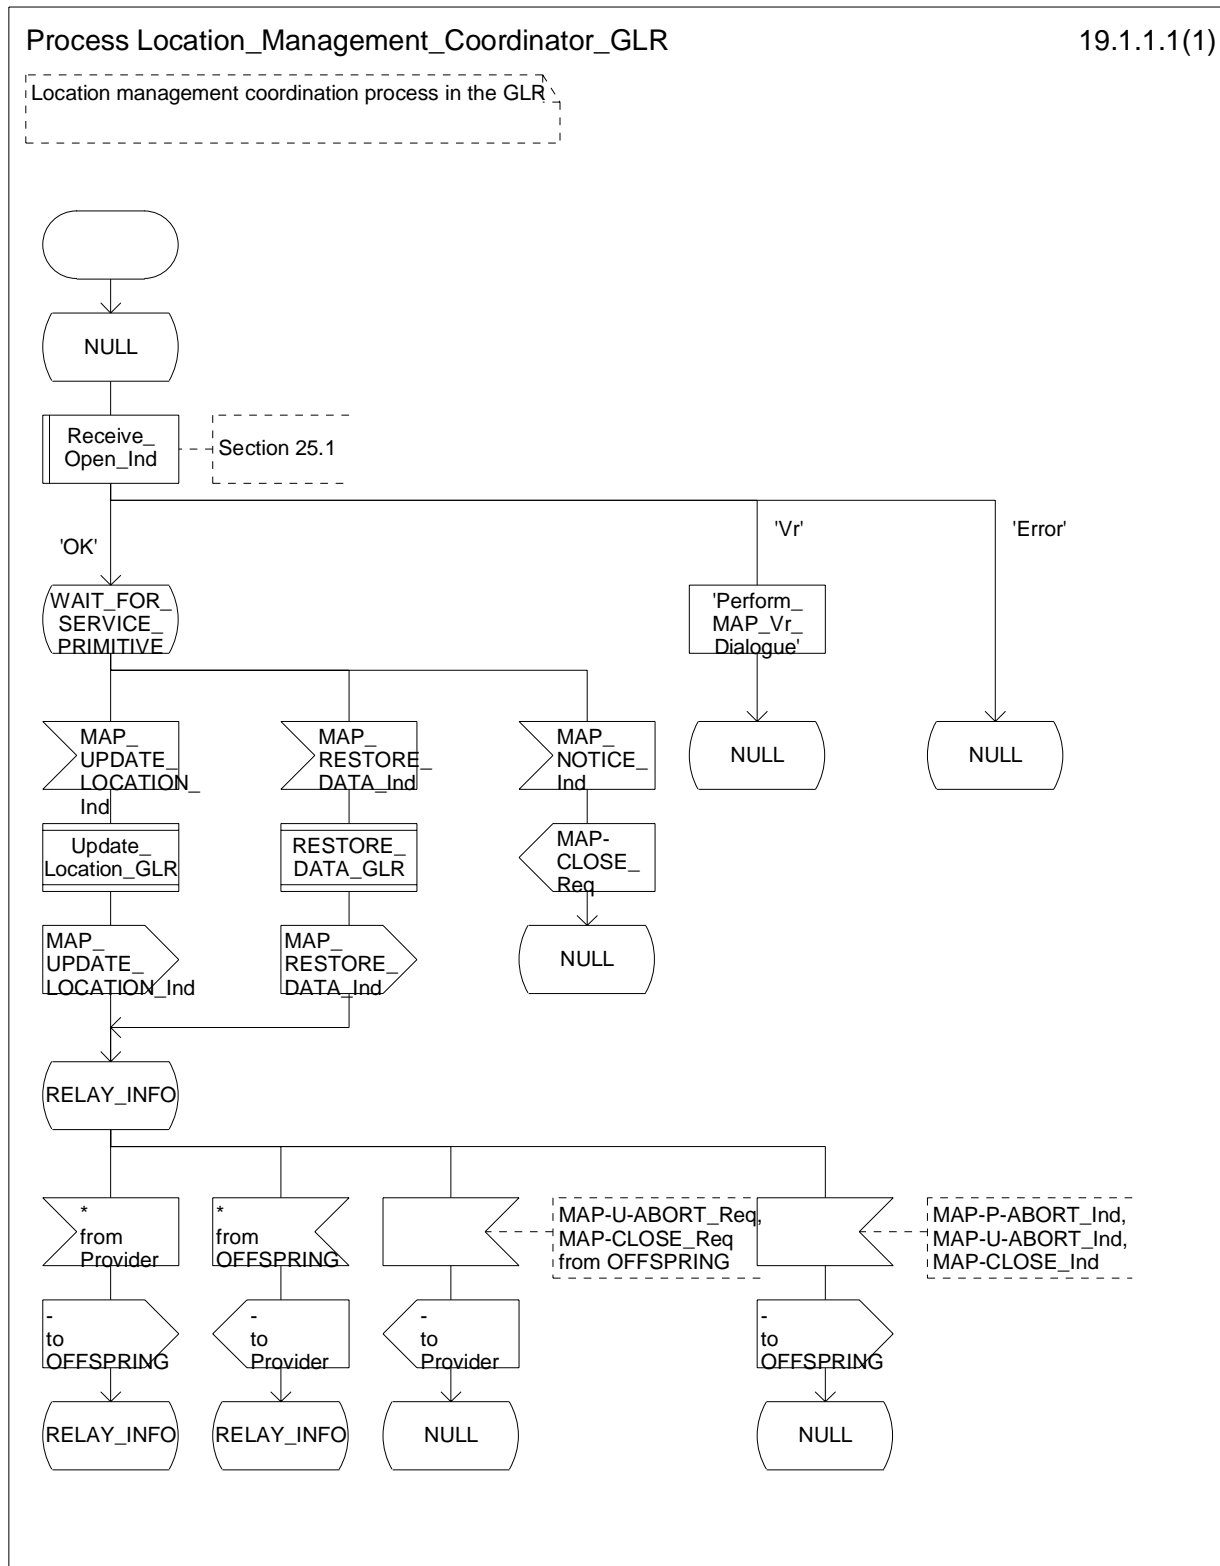 Process Location_Management_Coordinator_GLR
19.1.1.1(1)
Location management coordination process in the GLR
NULL
Receive_
Open_Ind
Section 25.1
'OK'
'Vr'
'Error'
WAIT_FOR_
SERVICE_
PRIMITIVE
'Perform_
MAP_Vr_
Dialogue'
MAP_
UPDATE_
LOCATION_
Ind
MAP_
RESTORE_
DATA_Ind
MAP_
NOTICE_
Ind
NULL
NULL
Update_
Location_GLR
RESTORE_
DATA_GLR
MAP-
CLOSE_
Req
MAP_
UPDATE_
LOCATION_Ind
MAP_
RESTORE_
DATA_Ind
NULL
RELAY_INFO
*
from
Provider
*
from
OFFSPRING
MAP-U-ABORT_Req,
MAP-CLOSE_Req
from OFFSPRING
MAP-P-ABORT_Ind,
MAP-U-ABORT_Ind,
MAP-CLOSE_Ind
-
to
OFFSPRING
-
to
Provider
-
to
Provider
-
to
OFFSPRING
RELAY_INFO
RELAY_INFO
NULL
NULL